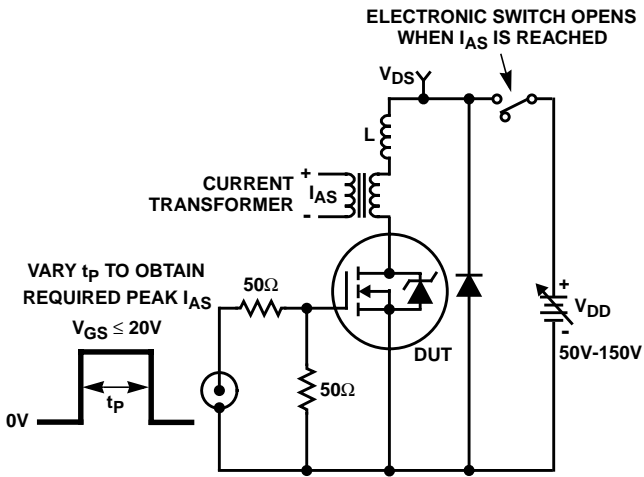 ELECTRONIC SWITCH OPENS
WHEN IAS IS REACHED
VDS
L
+
CURRENT
TRANSFORMER
IAS
-
VARY tP TO OBTAIN
REQUIRED PEAK IAS
50Ω
VGS ≤ 20V
DUT
+
VDD
-
50V-150V
50Ω
tP
0V